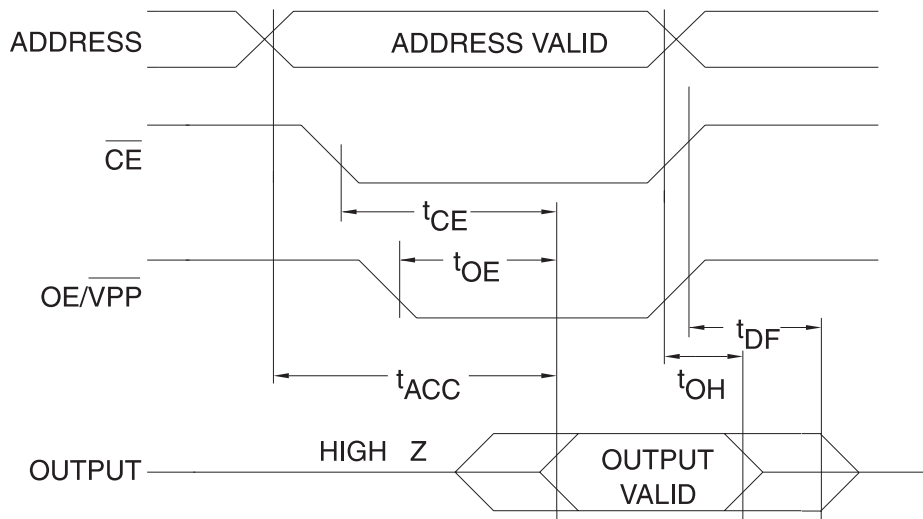 ADDRESS
ADDRESS VALID
CE
tCE
tOE
OE/VPP
tDF
tACC
tOH
HIGH Z
OUTPUT
OUTPUT
VALID